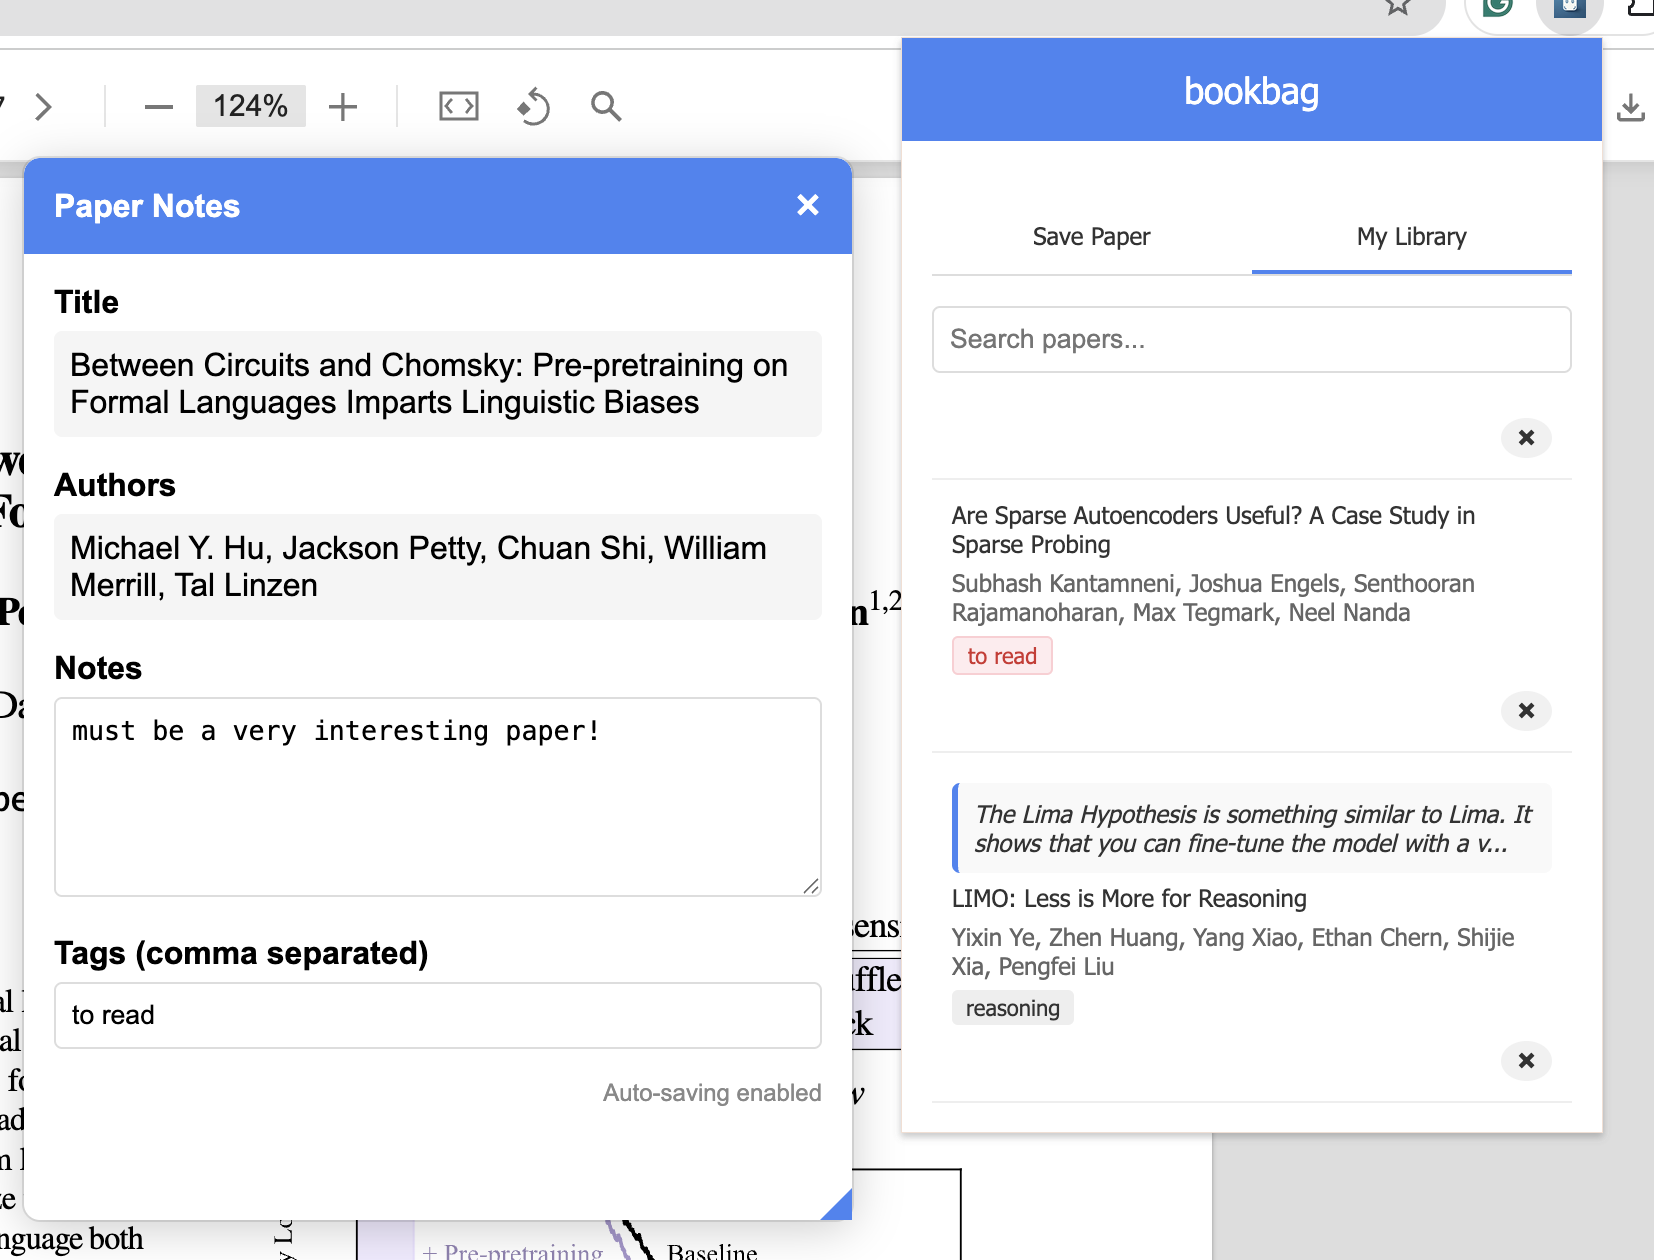 124%
bookbag
Paper Notes
Title
Between Circuits and Chomsky: Pre-pretraining on
Formal Languages Imparts Linguistic Biases
Authors
Michael Y. Hu, Jackson Petty, Chuan Shi, William
Merrill, Tal Linzen
Notes
must be a very interesting paper!
Tags (comma separated)
to read
Auto-saving enabled
Save Paper
My Library
Search papers...
Are Sparse Autoencoders Useful? A Case Study in
Sparse Probing
Subhash Kantamneni, Joshua Engels, Senthooran
Rajamanoharan, Max Tegmark, Neel Nanda
to read
The Lima Hypothesis is something similar to Lima. It
shows that you can fine-tune the model with a v...
LIMO: Less is More for Reasoning
Yixin Ye, Zhen Huang, Yang Xiao, Ethan Chern, Shijie
Xia, Pengfei Liu
reasoning
n1,2
nguage both
+ Pre-pretraining
Baseline